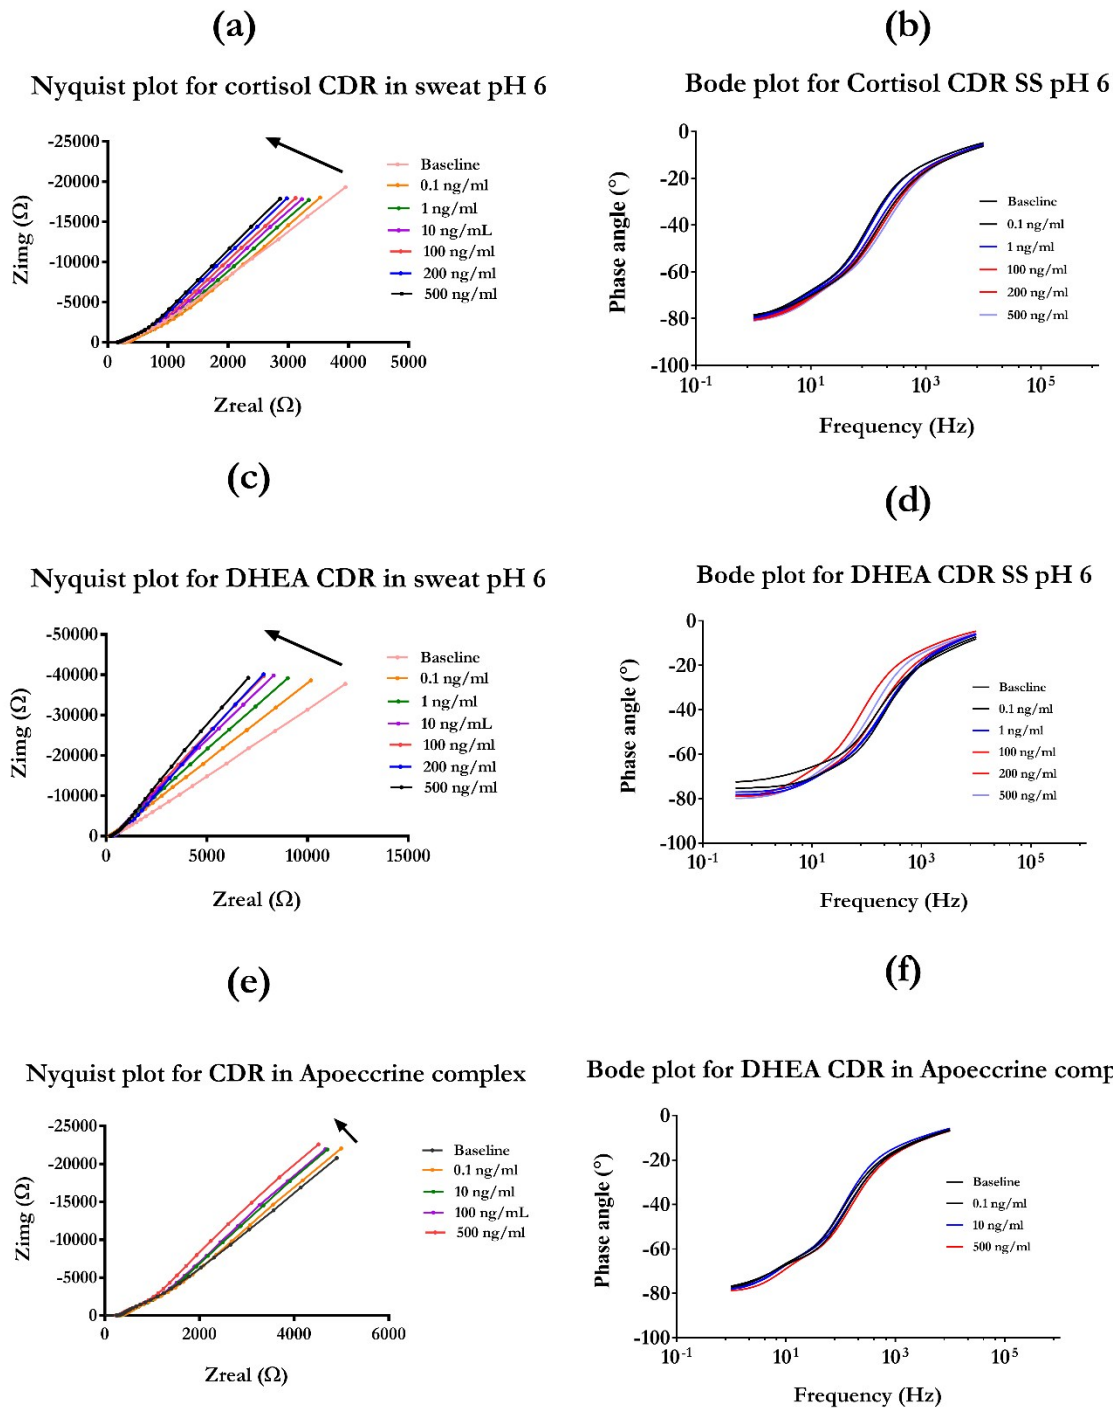 (a)
Nyquist plot for cortisol CDR in sweat pH 6
Zimg (Ω)
-25000
-20000
-15000
-10000
-5000
0
0 1000 2000 3000 4000 5000
Zreal (Ω)
Baseline
0.1 ng/ml
1 ng/ml
10 ng/mL
100 ng/ml
200 ng/ml
500 ng/ml
(b)
Bode plot for Cortisol CDR SS pH 6
Phase angle (°)
0
-20
-40
-60
-80
-100
10-1 101 103 105
Frequency (Hz)
Baseline
0.1 ng/ml
1 ng/ml
100 ng/ml
200 ng/ml
500 ng/ml
(c)
Nyquist plot for DHEA CDR in sweat pH 6
Zimg (Ω)
-50000
-40000
-30000
-20000
-10000
0
0 5000 10000 15000
Zreal (Ω)
Baseline
0.1 ng/ml
1 ng/ml
10 ng/mL
100 ng/ml
200 ng/ml
500 ng/ml
(d)
Bode plot for DHEA CDR SS pH 6
Phase angle (°)
0
-20
-40
-60
-80
-100
10-1 101 103 105
Frequency (Hz)
Baseline
0.1 ng/ml
1 ng/ml
100 ng/ml
200 ng/ml
500 ng/ml
(e)
Nyquist plot for CDR in Apoeccrine complex
Zimg (Ω)
-25000
-20000
-15000
-10000
-5000
0
0 2000 4000 6000
Zreal (Ω)
Baseline
0.1 ng/ml
10 ng/ml
100 ng/mL
500 ng/ml
(f)
Bode plot for DHEA CDR in Apoeccrine comp
Phase angle (°)
0
-20
-40
-60
-80
-100
10-1 101 103 105
Frequency (Hz)
Baseline
0.1 ng/ml
10 ng/ml
500 ng/ml